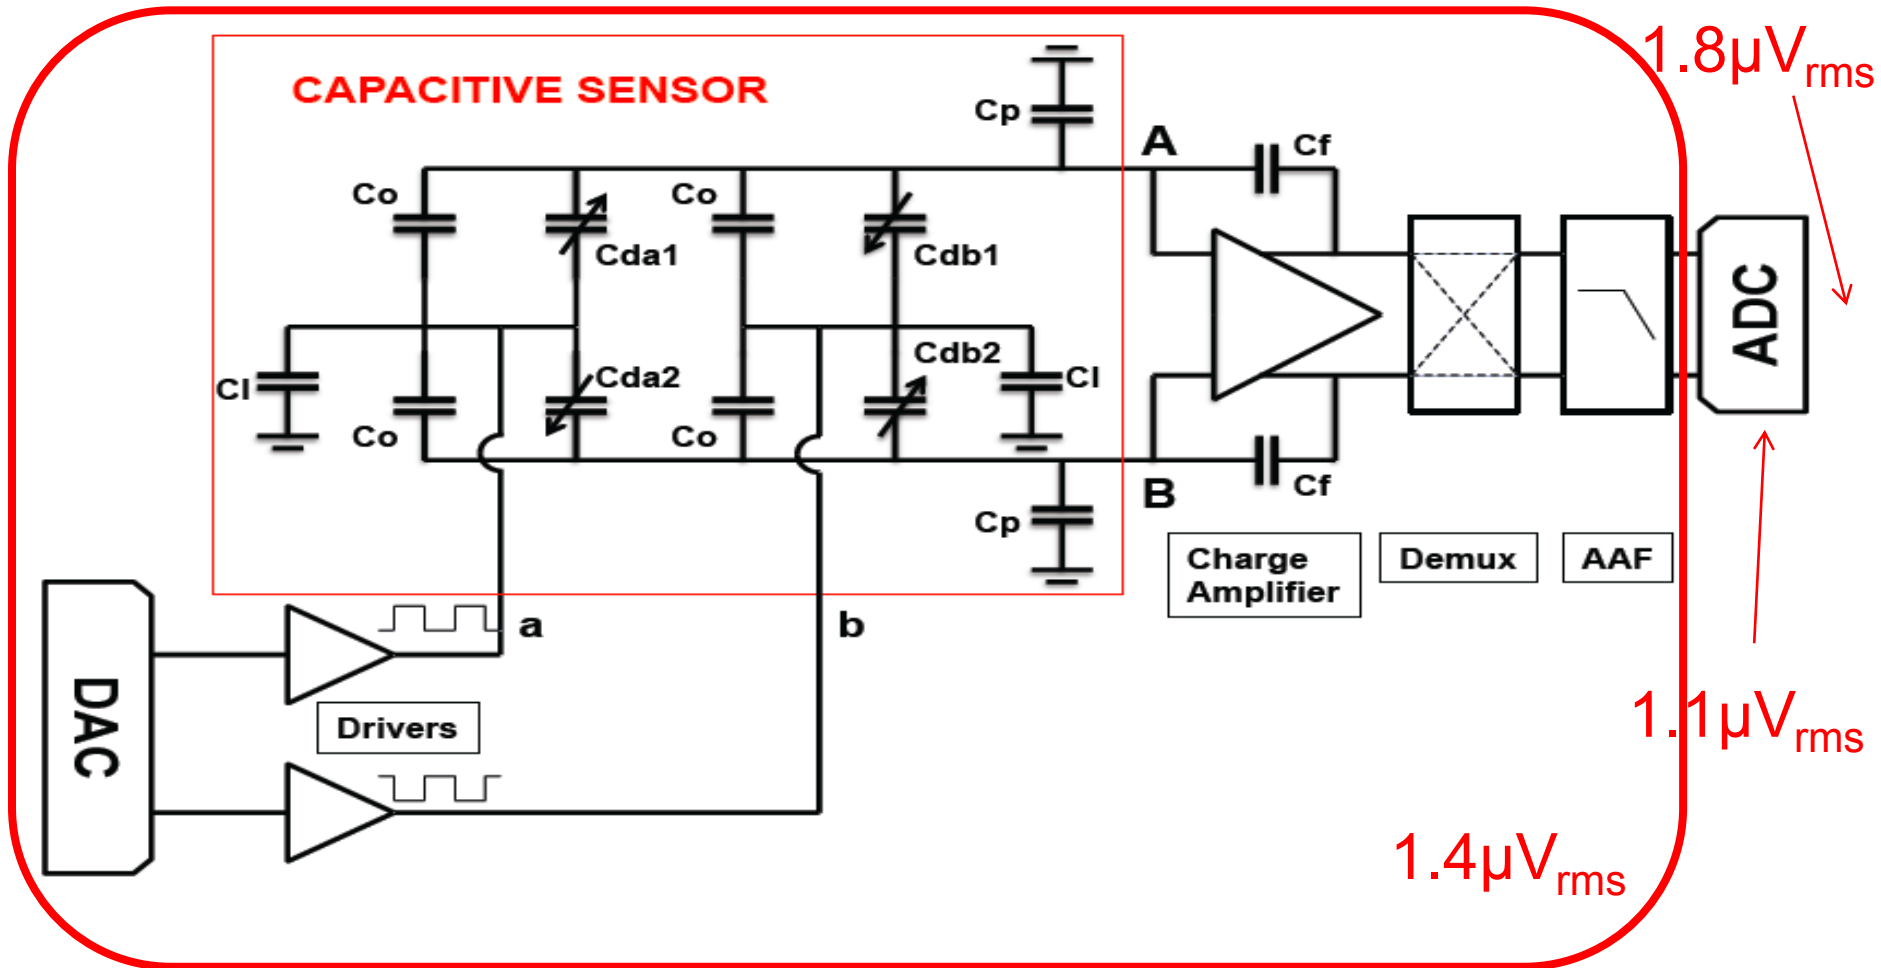 1.8µVrms
CAPACITIVE SENSOR
Cp
A
Cf
Co
Co
Cda1
Cdb1
ADC
Cdb2
Cl
Cda2
Cl
Co
Co
B
Cf
Cp
Charge
Amplifier
Demux
AAF
a
b
DAC
Drivers
1.1µVrms
1.4µVrms